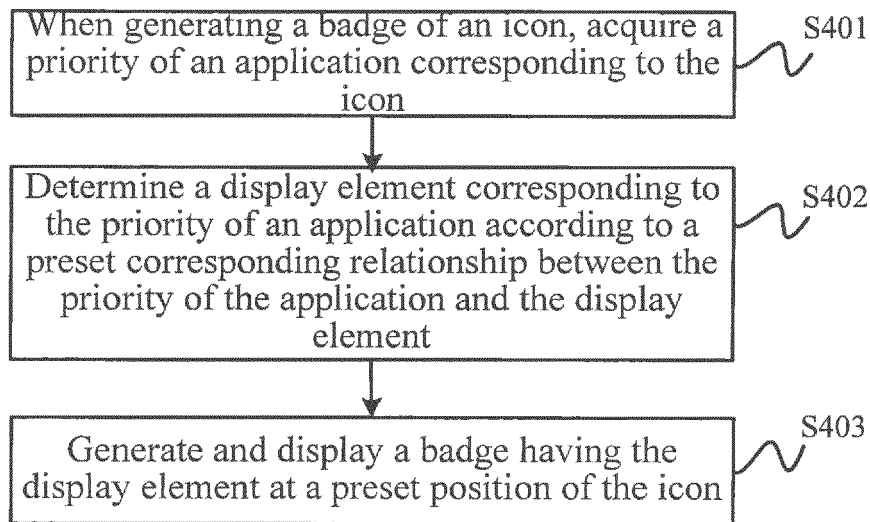 When generating a badge of an icon, acquire a
priority of an application corresponding to the
icon
S401
Determine a display element corresponding to
the priority of an application according to a
preset corresponding relationship between the
priority of the application and the display
element
S402
Generate and display a badge having the
display element at a preset position of the icon
S403